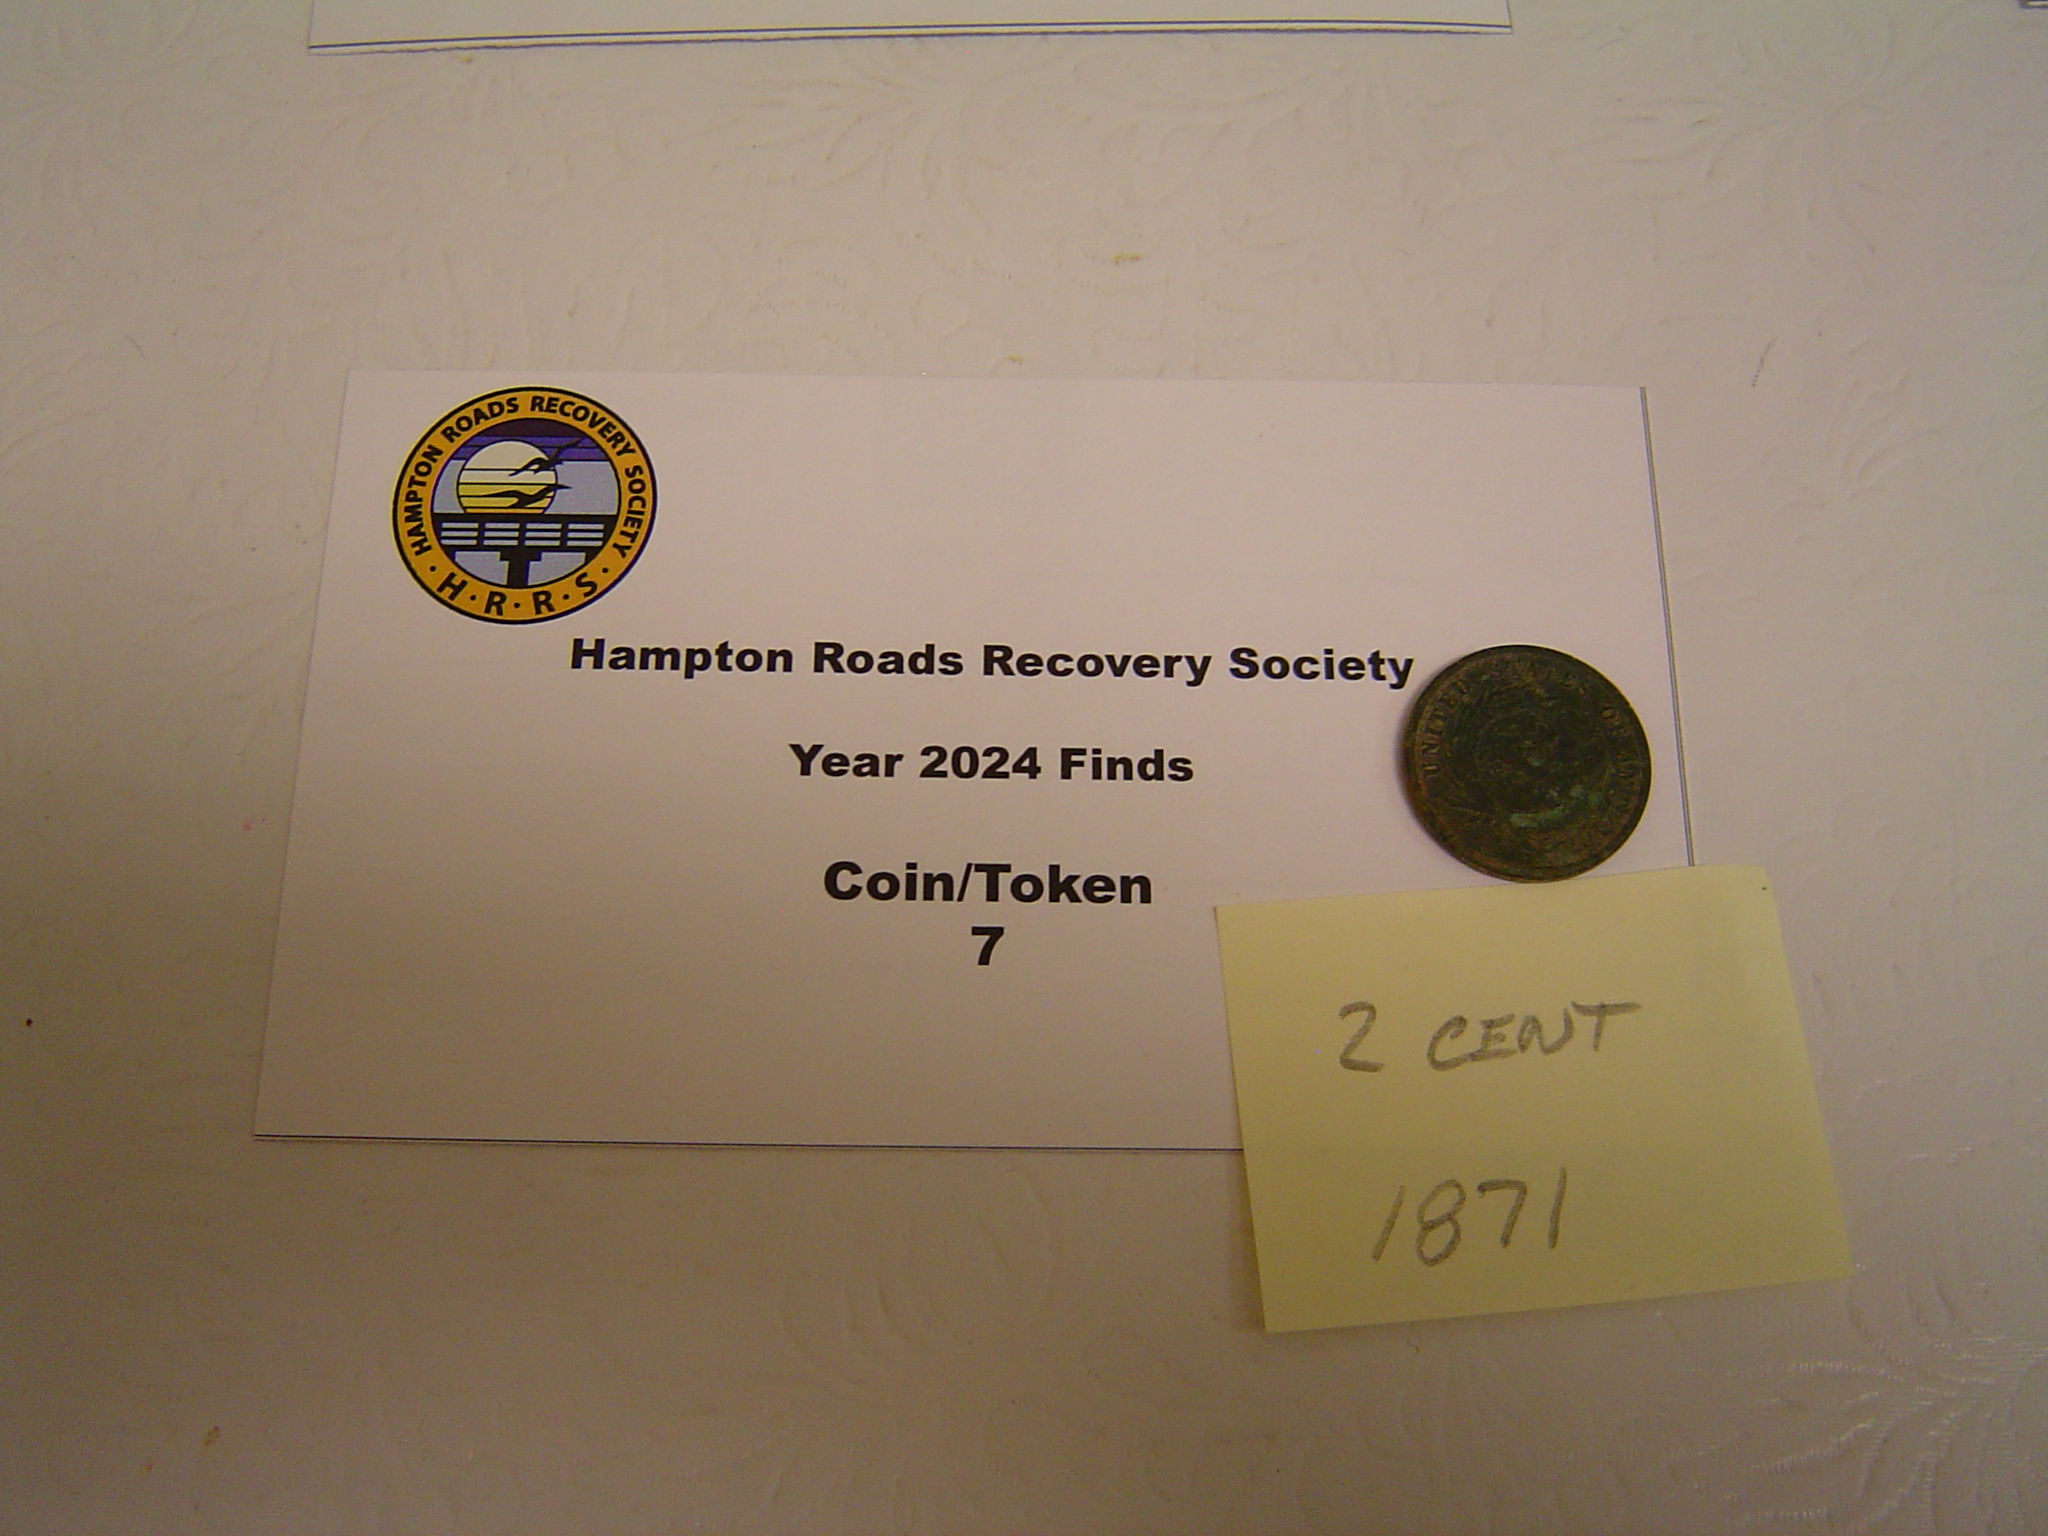 HAMPTON ROADS RECOVERY SOCIETY
· H · R · R · S ·
Hampton Roads Recovery Society
Year 2024 Finds
Coin/Token
7
UNITED STATES OF
2 CENT
1871